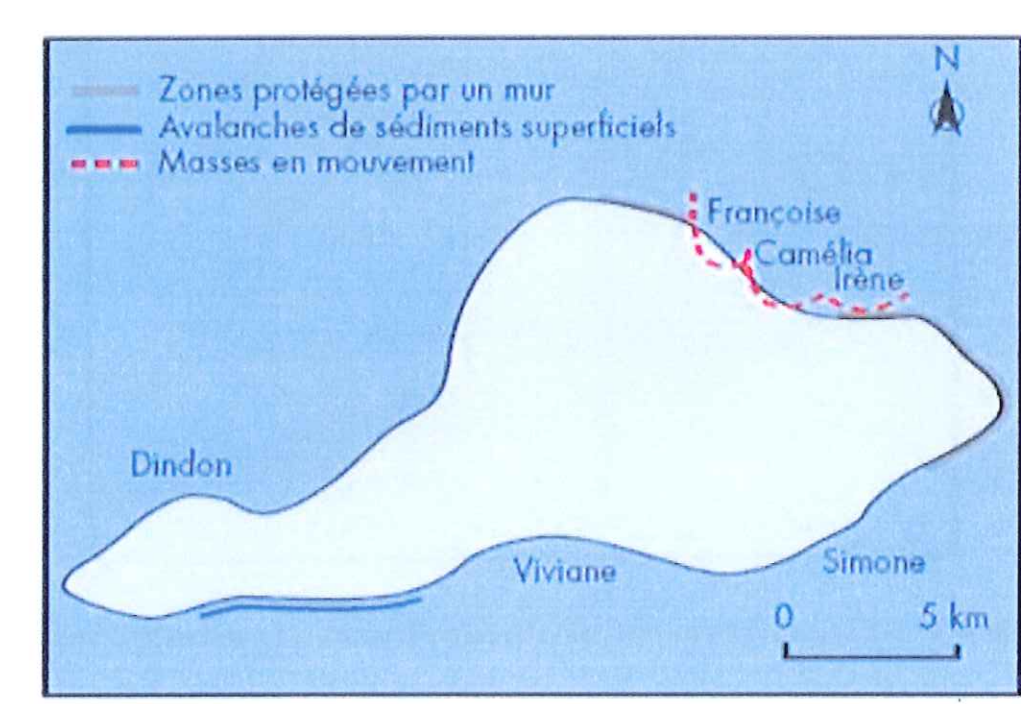 N
Zones protégées par un mur
Avalanches de sédiments superficiels
Masses en mouvement
Françoise
Camélia
Irène
Dindon
Viviane
Simone
0 5 km